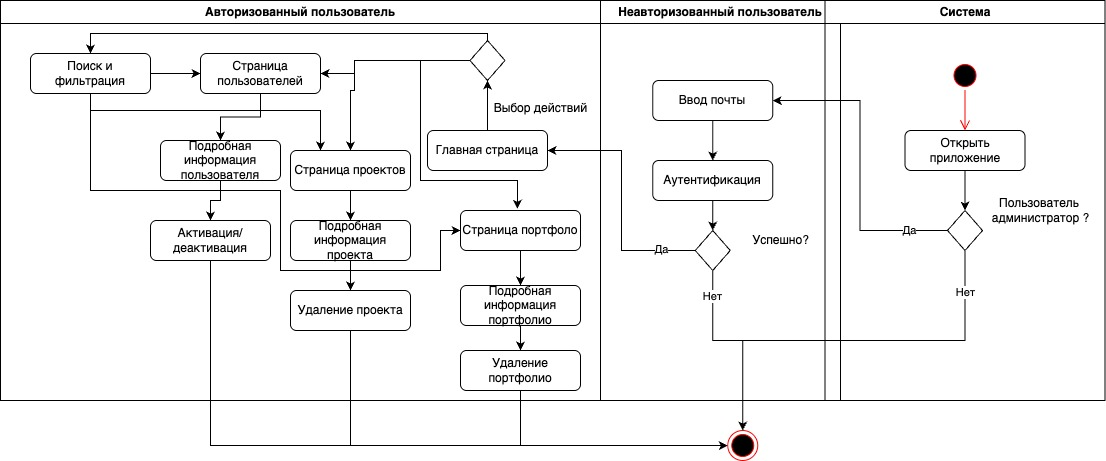 Авторизованный пользователь
Неавторизованный пользователь
Система
Поиск и
фильтрация
Страница
пользователей
Выбор действий
Главная страница
Подробная
информация
пользователя
Страница проектов
Активация/
деактивация
Подробная
информация
проекта
Страница портфоло
Удаление проекта
Подробная
информация
портфолио
Удаление
портфолио
Ввод почты
Аутентификация
Успешно?
Да
Нет
Открыть
приложение
Пользователь
администратор ?
Да
Нет